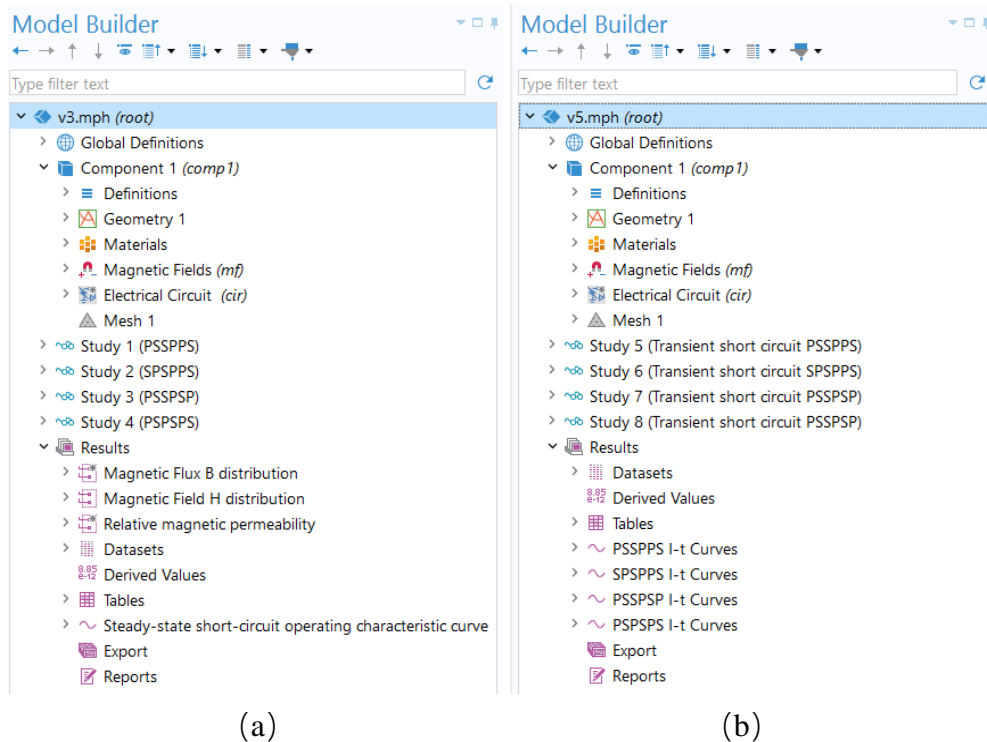 Model Builder
Type filter text
v3.mph (root)
Global Definitions
Component 1 (comp1)
Definitions
Geometry 1
Materials
Magnetic Fields (mf)
Electrical Circuit (cir)
Mesh 1
Study 1 (PSSPPS)
Study 2 (SPSPPS)
Study 3 (PSSPSP)
Study 4 (PSPSPS)
Results
Magnetic Flux B distribution
Magnetic Field H distribution
Relative magnetic permeability
Datasets
8.85
e-12
Derived Values
Tables
Steady-state short-circuit operating characteristic curve
Export
Reports
(a)
Model Builder
Type filter text
v5.mph (root)
Global Definitions
Component 1 (comp1)
Definitions
Geometry 1
Materials
Magnetic Fields (mf)
Electrical Circuit (cir)
Mesh 1
Study 5 (Transient short circuit PSSPPS)
Study 6 (Transient short circuit SPSPPS)
Study 7 (Transient short circuit PSSPSP)
Study 8 (Transient short circuit PSSPSP)
Results
Datasets
8.85
e-12
Derived Values
Tables
PSSPPS I-t Curves
SPSPPS I-t Curves
PSSPSP I-t Curves
PSPSPS I-t Curves
Export
Reports
(b)